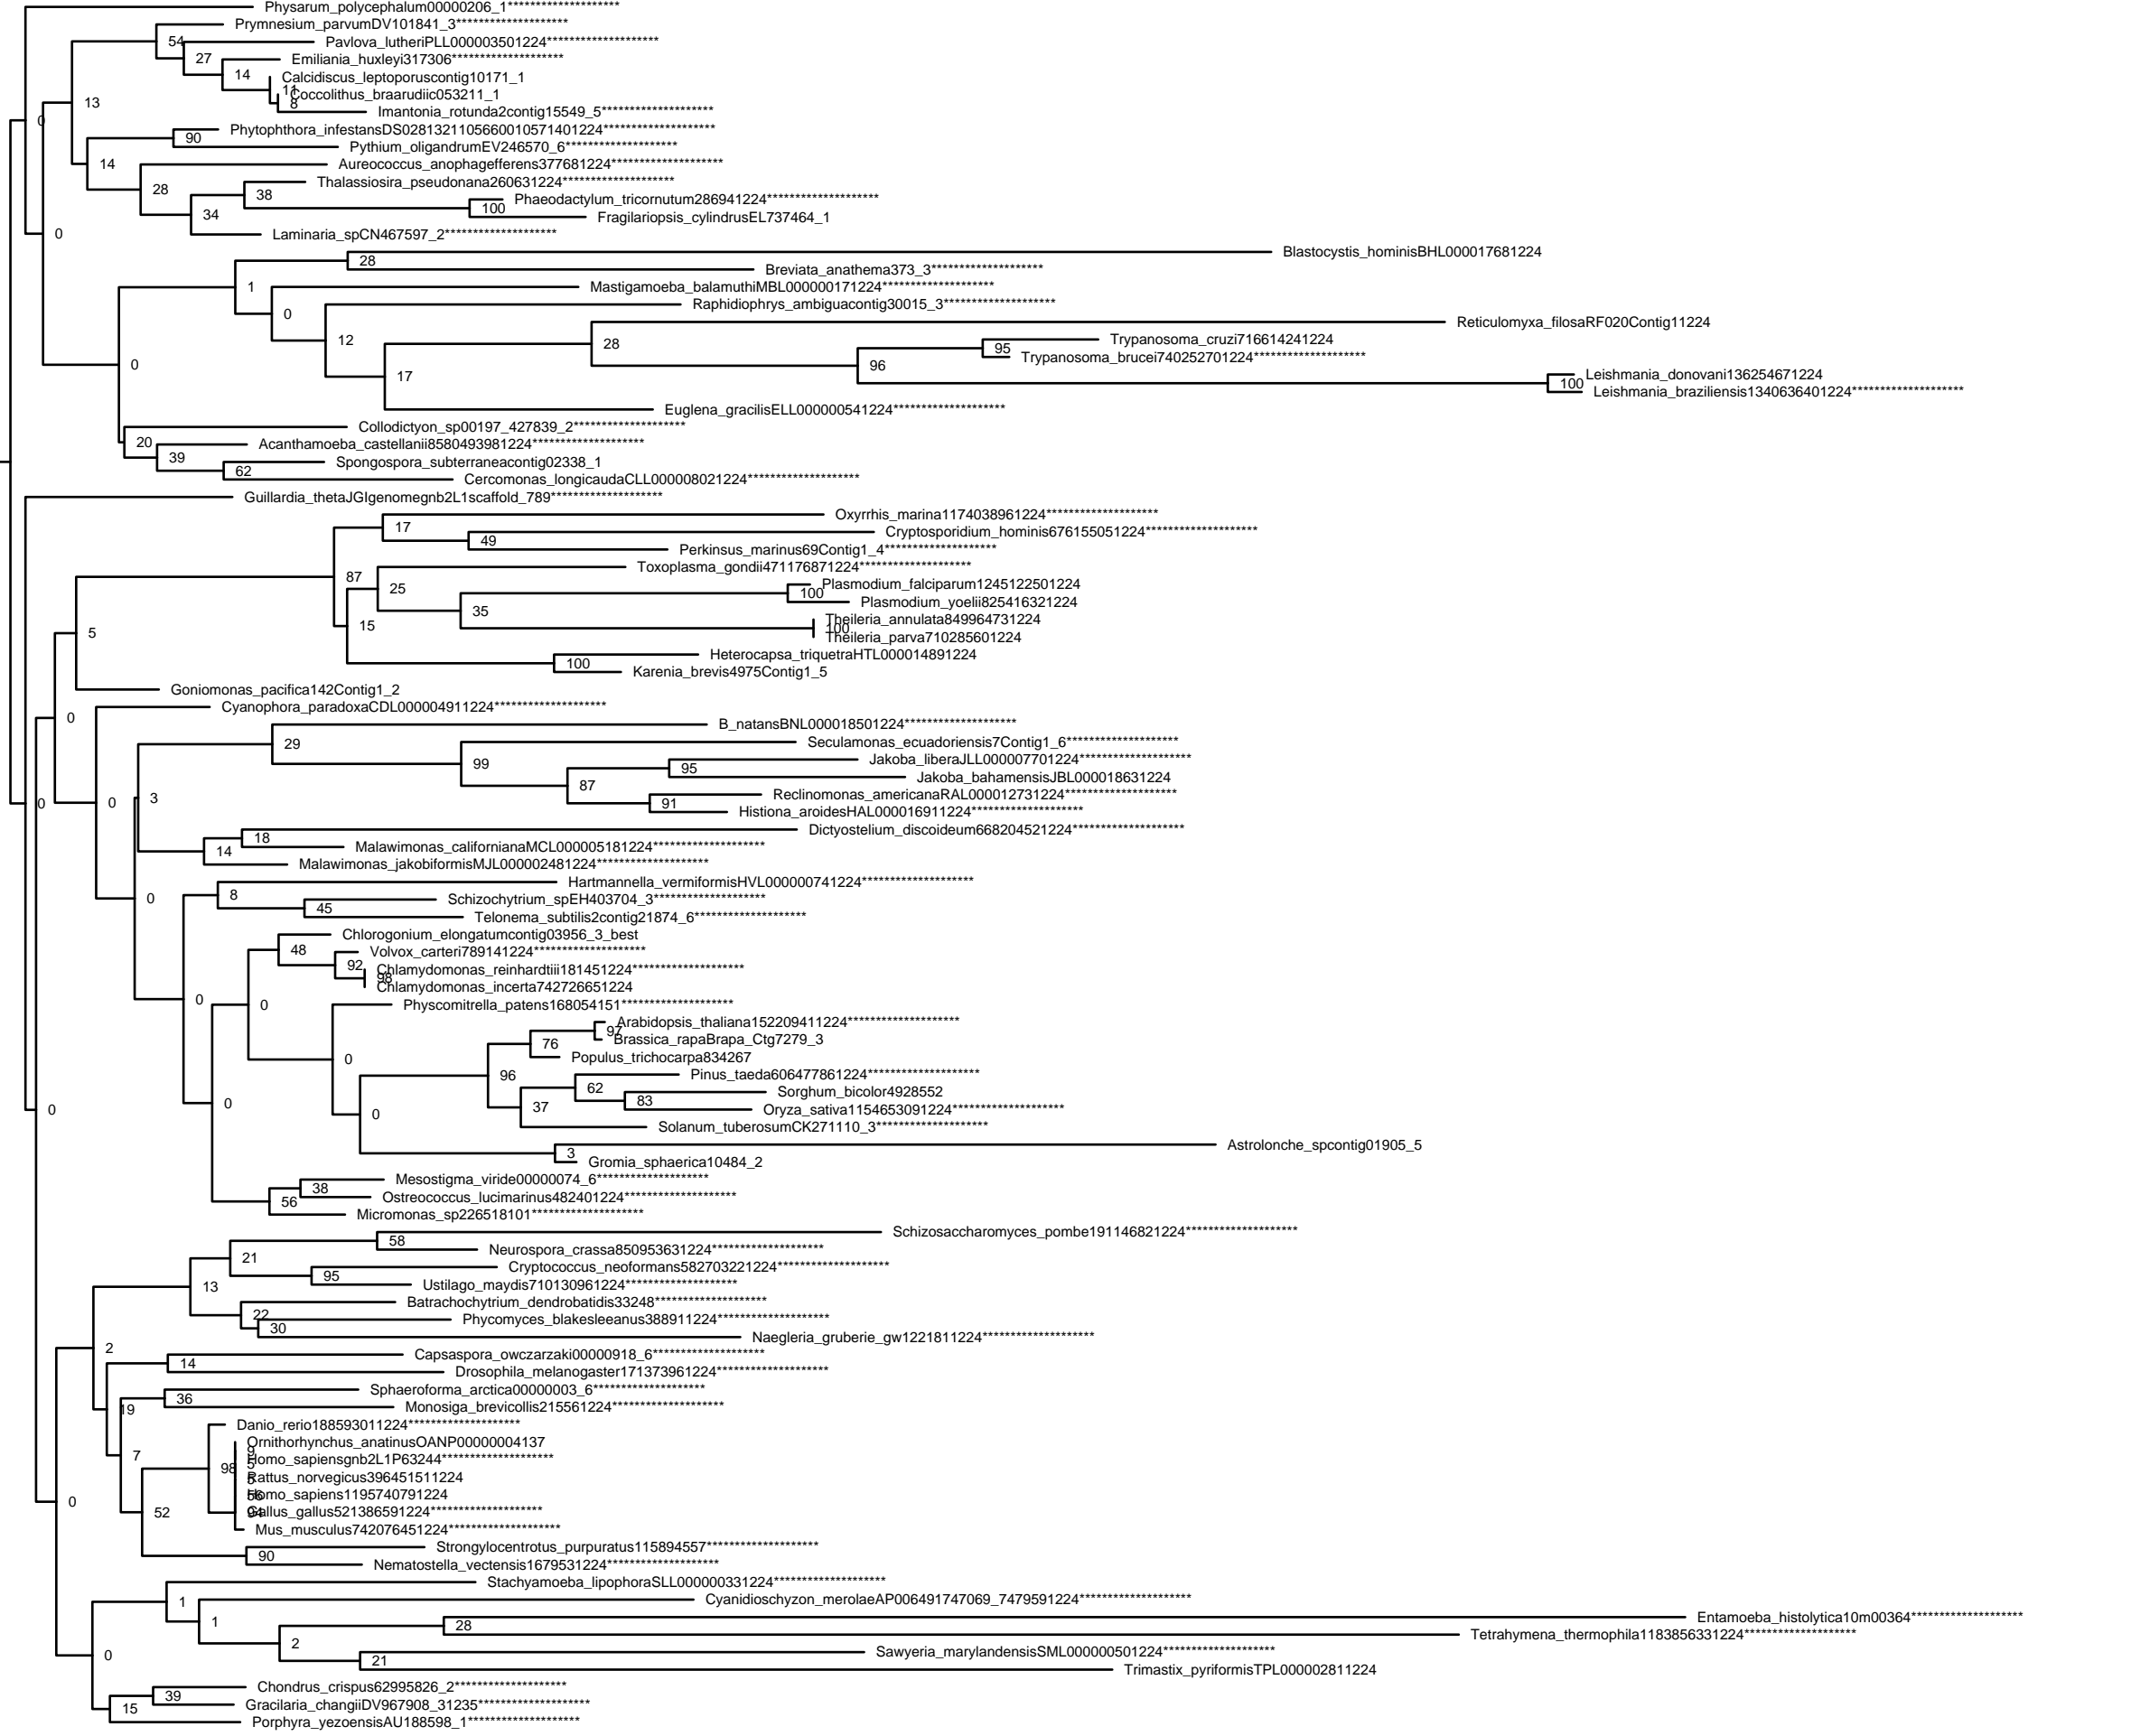 Physarum_polycephalum00000206_1********************
Prymnesium_parvumDV101841_3********************
54
Pavlova_lutheriPLL000003501224********************
27
Emiliania_huxleyi317306********************
14
Calcidiscus_leptoporuscontig10171_1
11
Coccolithus_braarudiic053211_1
8
13
Imantonia_rotunda2contig15549_5********************
0
Phytophthora_infestansDS0281321105660010571401224********************
90
Pythium_oligandrumEV246570_6********************
14
Aureococcus_anophagefferens377681224********************
28
Thalassiosira_pseudonana260631224********************
38
Phaeodactylum_tricornutum286941224********************
100
34
Fragilariopsis_cylindrusEL737464_1
0
Laminaria_spCN467597_2********************
Blastocystis_hominisBHL000017681224
28
Breviata_anathema373_3********************
1
Mastigamoeba_balamuthiMBL000000171224********************
Raphidiophrys_ambiguacontig30015_3********************
0
Reticulomyxa_filosaRF020Contig11224
12
28
Trypanosoma_cruzi716614241224
95
Trypanosoma_brucei740252701224********************
0
96
17
Leishmania_donovani136254671224
100
Leishmania_braziliensis1340636401224********************
Euglena_gracilisELL000000541224********************
Collodictyon_sp00197_427839_2********************
20
Acanthamoeba_castellanii8580493981224********************
39
Spongospora_subterraneacontig02338_1
62
Cercomonas_longicaudaCLL000008021224********************
Guillardia_thetaJGIgenomegnb2L1scaffold_789********************
Oxyrrhis_marina1174038961224********************
17
Cryptosporidium_hominis676155051224********************
49
Perkinsus_marinus69Contig1_4********************
Toxoplasma_gondii471176871224********************
87
25
Plasmodium_falciparum1245122501224
100
Plasmodium_yoelii825416321224
35
15
Theileria_annulata849964731224
100
5
Theileria_parva710285601224
Heterocapsa_triquetraHTL000014891224
100
Karenia_brevis4975Contig1_5
Goniomonas_pacifica142Contig1_2
0
Cyanophora_paradoxaCDL000004911224********************
B_natansBNL000018501224********************
29
Seculamonas_ecuadoriensis7Contig1_6********************
99
Jakoba_liberaJLL000007701224********************
95
Jakoba_bahamensisJBL000018631224
87
Reclinomonas_americanaRAL000012731224********************
3
0
0
91
Histiona_aroidesHAL000016911224********************
Dictyostelium_discoideum668204521224********************
18
Malawimonas_californianaMCL000005181224********************
14
Malawimonas_jakobiformisMJL000002481224********************
Hartmannella_vermiformisHVL000000741224********************
8
0
Schizochytrium_spEH403704_3********************
45
Telonema_subtilis2contig21874_6********************
Chlorogonium_elongatumcontig03956_3_best
48
Volvox_carteri789141224********************
92
Chlamydomonas_reinhardtiii181451224********************
98
Chlamydomonas_incerta742726651224
0
0
Physcomitrella_patens168054151********************
Arabidopsis_thaliana152209411224********************
97
Brassica_rapaBrapa_Ctg7279_3
76
0
Populus_trichocarpa834267
96
Pinus_taeda606477861224********************
62
Sorghum_bicolor4928552
83
0
0
37
Oryza_sativa1154653091224********************
0
Solanum_tuberosumCK271110_3********************
Astrolonche_spcontig01905_5
3
Gromia_sphaerica10484_2
Mesostigma_viride00000074_6********************
38
Ostreococcus_lucimarinus482401224********************
56
Micromonas_sp226518101********************
Schizosaccharomyces_pombe191146821224********************
58
Neurospora_crassa850953631224********************
21
Cryptococcus_neoformans582703221224********************
95
Ustilago_maydis710130961224********************
13
Batrachochytrium_dendrobatidis33248********************
22
Phycomyces_blakesleeanus388911224********************
30
Naegleria_gruberie_gw1221811224********************
2
Capsaspora_owczarzaki00000918_6********************
14
Drosophila_melanogaster171373961224********************
Sphaeroforma_arctica00000003_6********************
36
19
Monosiga_brevicollis215561224********************
Danio_rerio188593011224********************
Ornithorhynchus_anatinusOANP00000004137
9
7
Homo_sapiensgnb2L1P63244********************
5
98
Rattus_norvegicus396451511224
Homo_sapiens1195740791224
56
0
52
Gallus_gallus521386591224********************
94
Mus_musculus742076451224********************
Strongylocentrotus_purpuratus115894557********************
90
Nematostella_vectensis1679531224********************
Stachyamoeba_lipophoraSLL000000331224********************
1
Cyanidioschyzon_merolaeAP006491747069_7479591224********************
1
Entamoeba_histolytica10m00364********************
28
Tetrahymena_thermophila1183856331224********************
2
0
Sawyeria_marylandensisSML000000501224********************
21
Trimastix_pyriformisTPL000002811224
Chondrus_crispus62995826_2********************
39
Gracilaria_changiiDV967908_31235********************
15
Porphyra_yezoensisAU188598_1********************